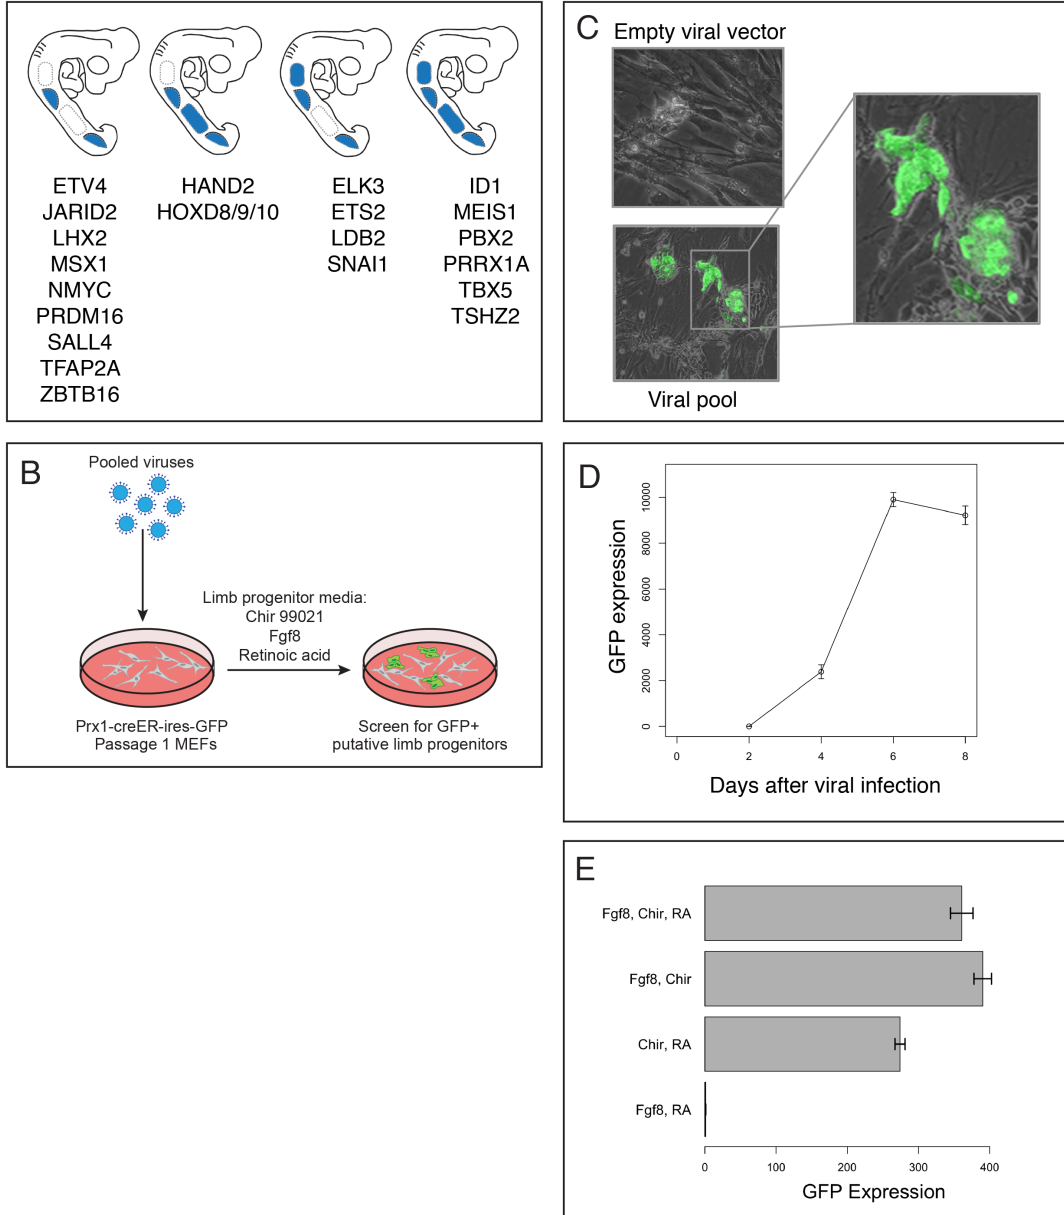 ETV4
JARID2
LHX2
MSX1
NMYC
PRDM16
SALL4
TFAP2A
ZBTB16
HAND2
HOXD8/9/10
ELK3
ETS2
LDB2
SNAI1
ID1
MEIS1
PBX2
PRRX1A
TBX5
TSHZ2
B
Pooled viruses
Limb progenitor media:
Chir 99021
Fgf8
Retinoic acid
Prx1-creER-ires-GFP
Passage 1 MEFs
Screen for GFP+
putative limb progenitors
C
Empty viral vector
Viral pool
D
GFP expression
10000
8000
6000
4000
2000
0
0 2 4 6 8
Days after viral infection
E
Fgf8, Chir, RA
Fgf8, Chir
Chir, RA
Fgf8, RA
0 100 200 300 400
GFP Expression